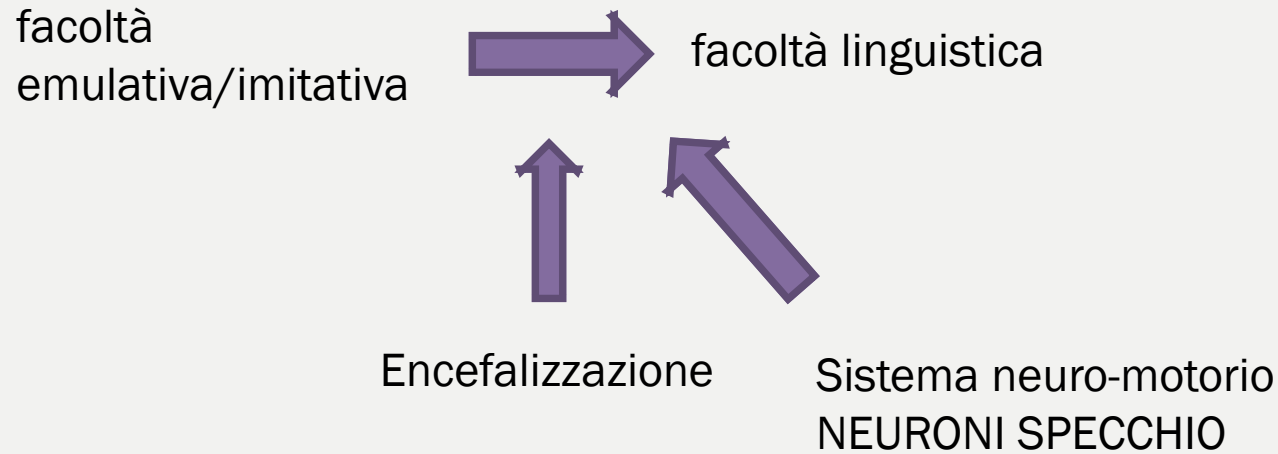 facoltà
emulativa/imitativa
facoltà linguistica
Encefalizzazione
Sistema neuro-motorio
NEURONI SPECCHIO